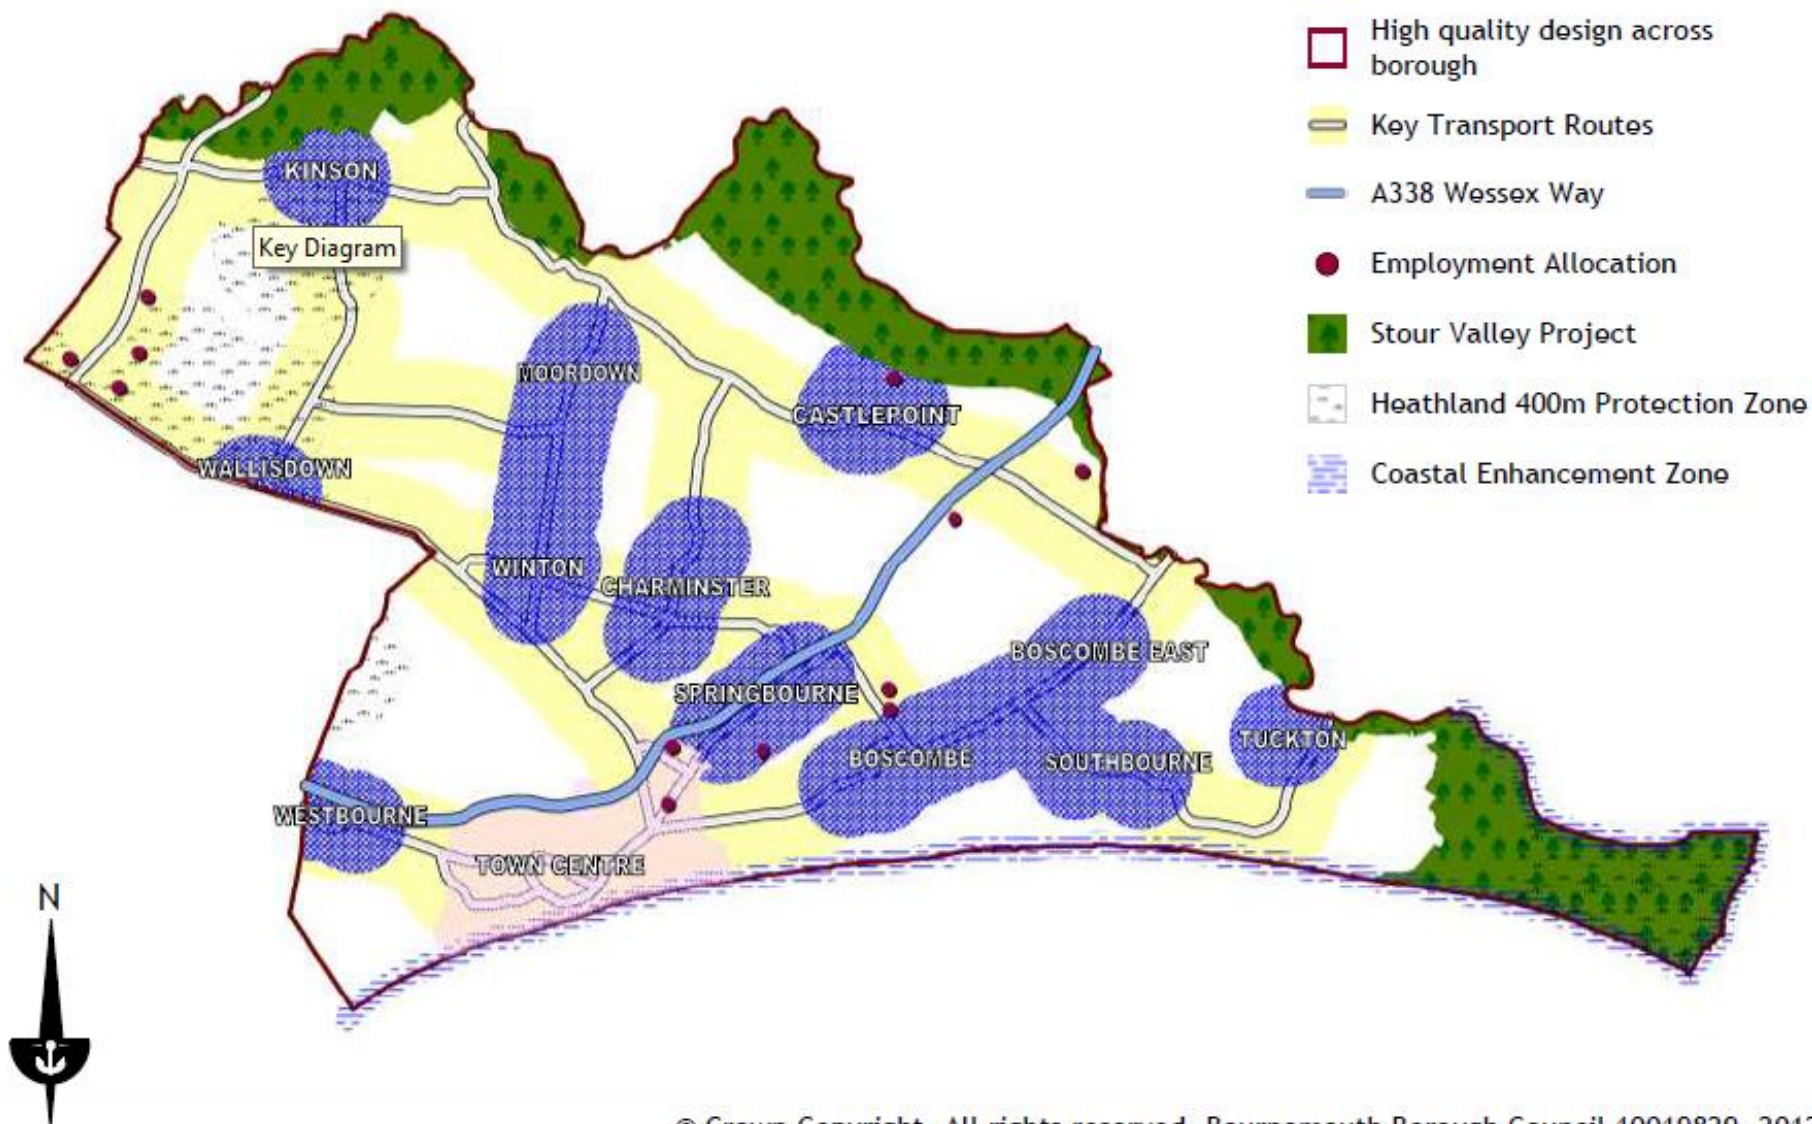 High quality design across
borough
Key Transport Routes
A338 Wessex Way
Employment Allocation
Stour Valley Project
Heathland 400m Protection Zone
Coastal Enhancement Zone
KINSON
Key Diagram
MOORDOWN
CASTLEPOINT
WALLISDOWN
WINTON
CHARMINSTER
BOSCOMBE EAST
SPRINGBOURNE
TUCKTON
BOSCOMBE
SOUTHBOURNE
WESTBOURNE
TOWN CENTRE
N
© Crown Copyright. All rights reserved. Bournemouth Borough Council